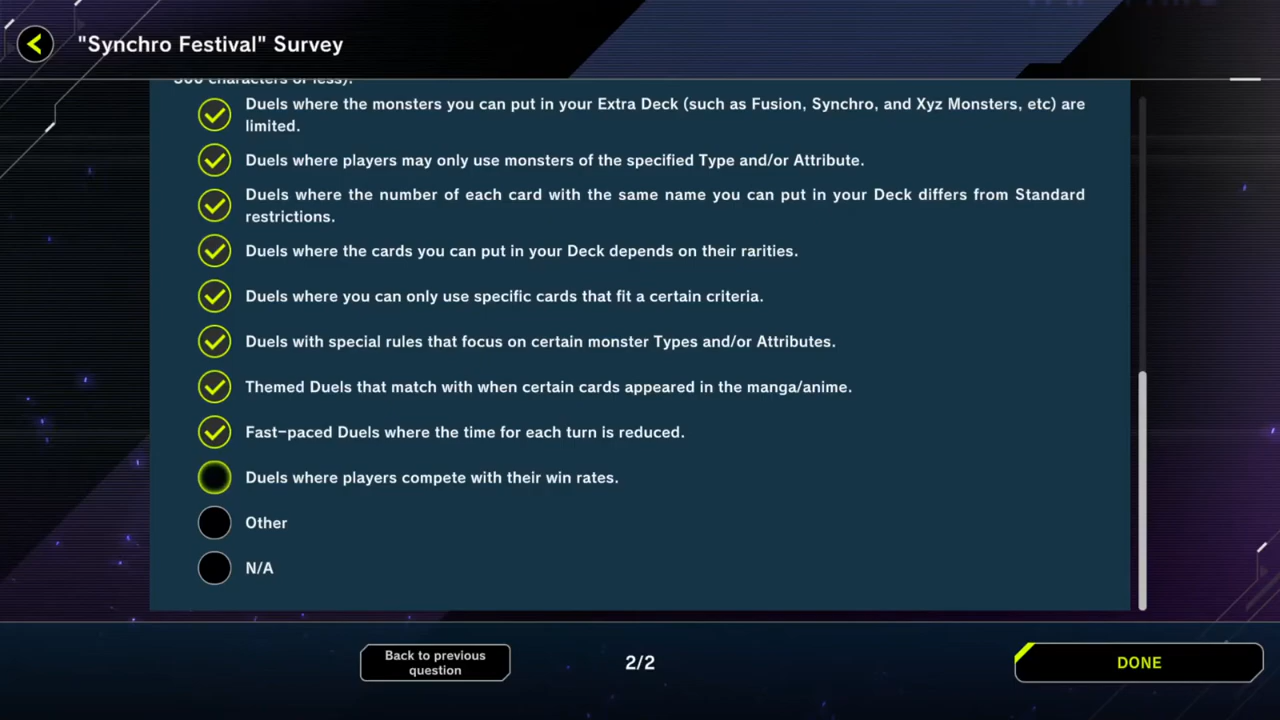 "Synchro Festival" Survey
500 characters or less).
Duels where the monsters you can put in your Extra Deck (such as Fusion, Synchro, and Xyz Monsters, etc) are
limited.
Duels where players may only use monsters of the specified Type and/or Attribute.
Duels where the number of each card with the same name you can put in your Deck differs from Standard
restrictions.
Duels where the cards you can put in your Deck depends on their rarities.
Duels where you can only use specific cards that fit a certain criteria.
Duels with special rules that focus on certain monster Types and/or Attributes.
Themed Duels that match with when certain cards appeared in the manga/anime.
Fast-paced Duels where the time for each turn is reduced.
Duels where players compete with their win rates.
Other
N/A
Back to previous
question
2/2
DONE